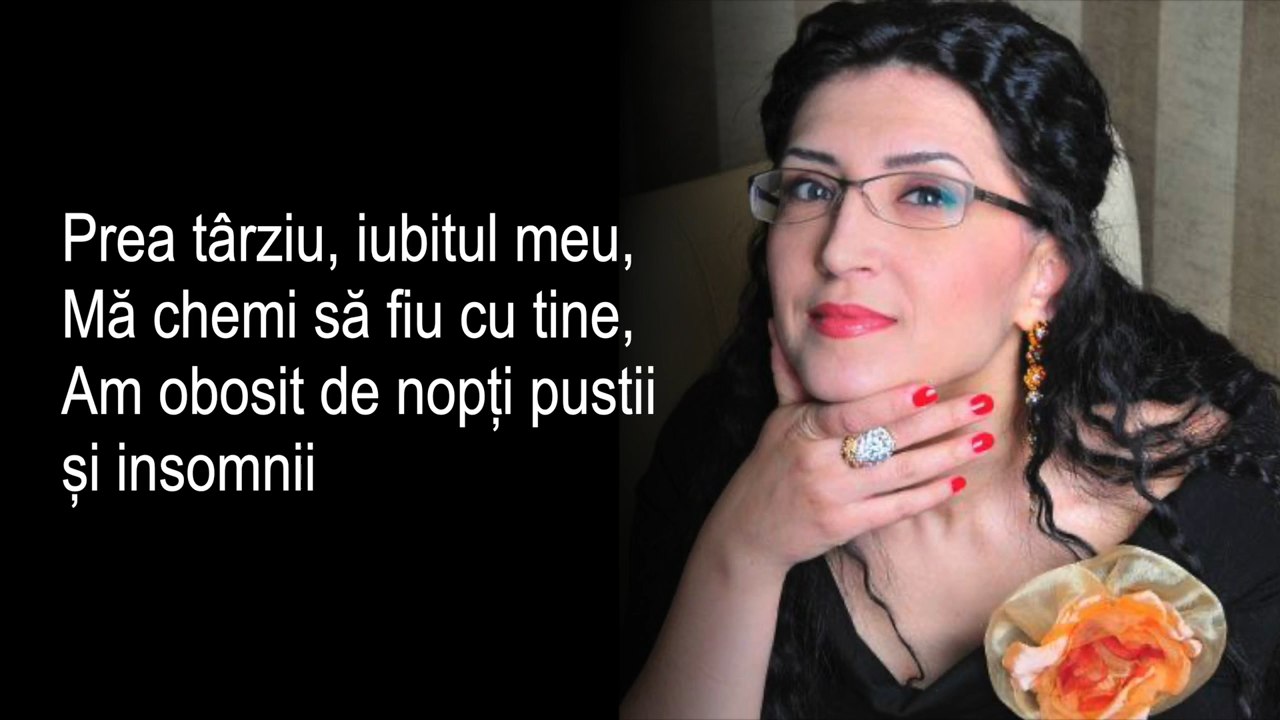 Prea târziu, iubitul meu,
Mă chemi să fiu cu tine,
Am obosit de nopți pustii
și insomnii